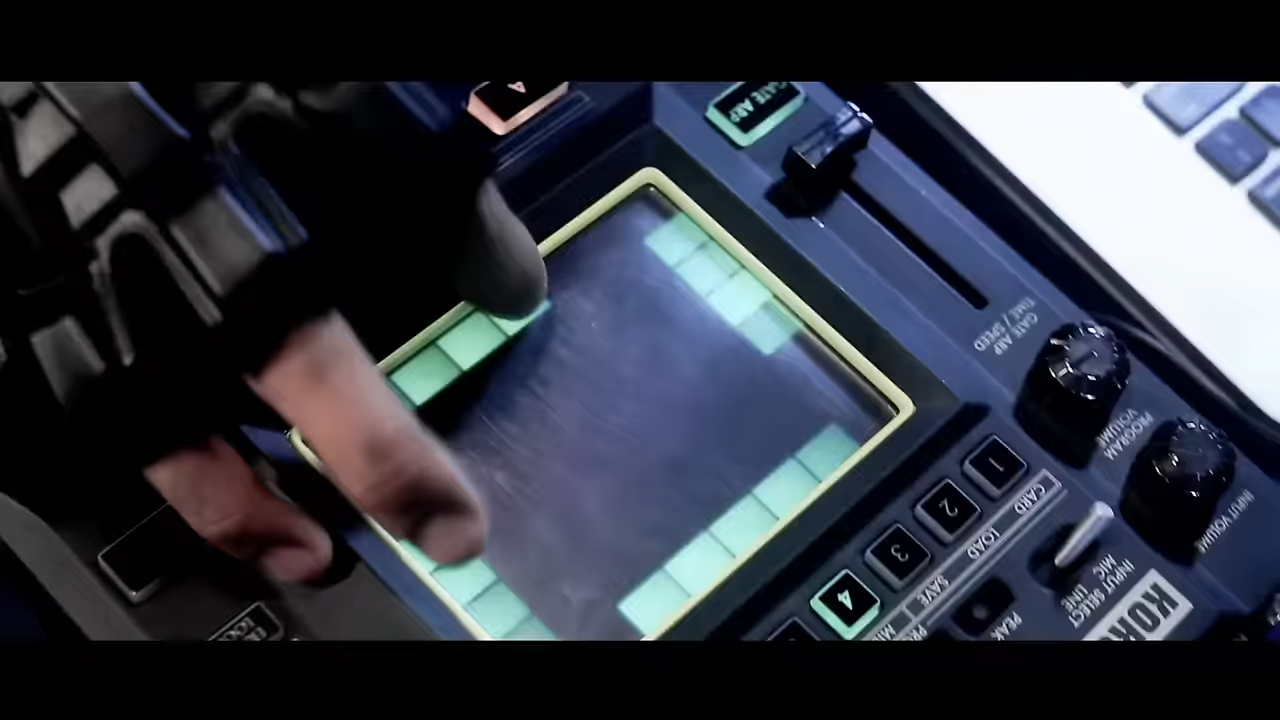 GATE ARP
GATE ARP
TIME / SPEED
PROGRAM
VOLUME
INPUT VOLUME
1
2
3
4
CARD
LOAD
SAVE
INPUT SELECT
MIC LINE
PEAK